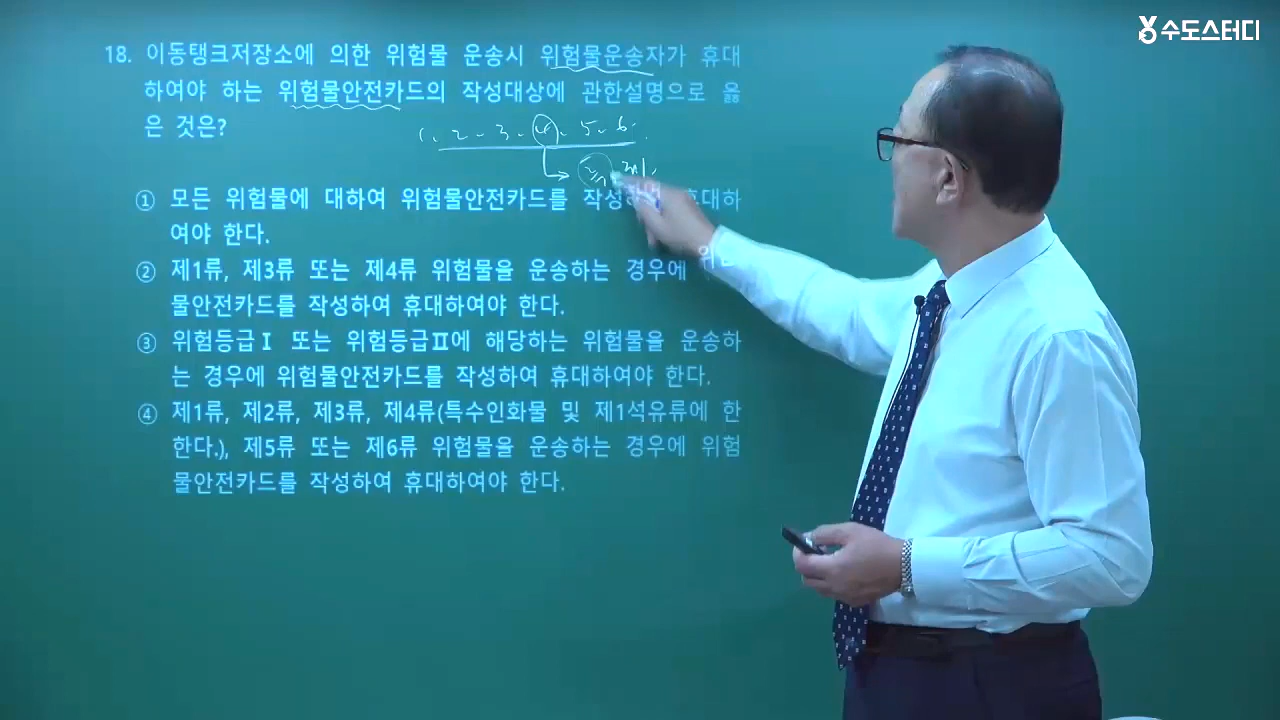 수도스터디
18. 이동탱크저장소에 의한 위험물 운송시 위험물운송자가 휴대
하여야 하는 위험물안전카드의 작성대상에 관한설명으로 옳
은 것은?
1. 2. 3. 4. 5. 6.
① 모든 위험물에 대하여 위험물안전카드를 휴대하
여야 한다.
② 제1류, 제3류 또는 제4류 위험물을 운송하는 경우에
물안전카드를 작성하여 휴대하여야 한다.
③ 위험등급Ⅰ 또는 위험등급Ⅱ에 해당하는 위험물을 운송하
는 경우에 위험물안전카드를 작성하여 휴대하여야 한다.
④ 제1류, 제2류, 제3류, 제4류(특수인화물 및 제1석유류에 한
한다.), 제5류 또는 제6류 위험물을 운송하는 경우에 위험
물안전카드를 작성하여 휴대하여야 한다.